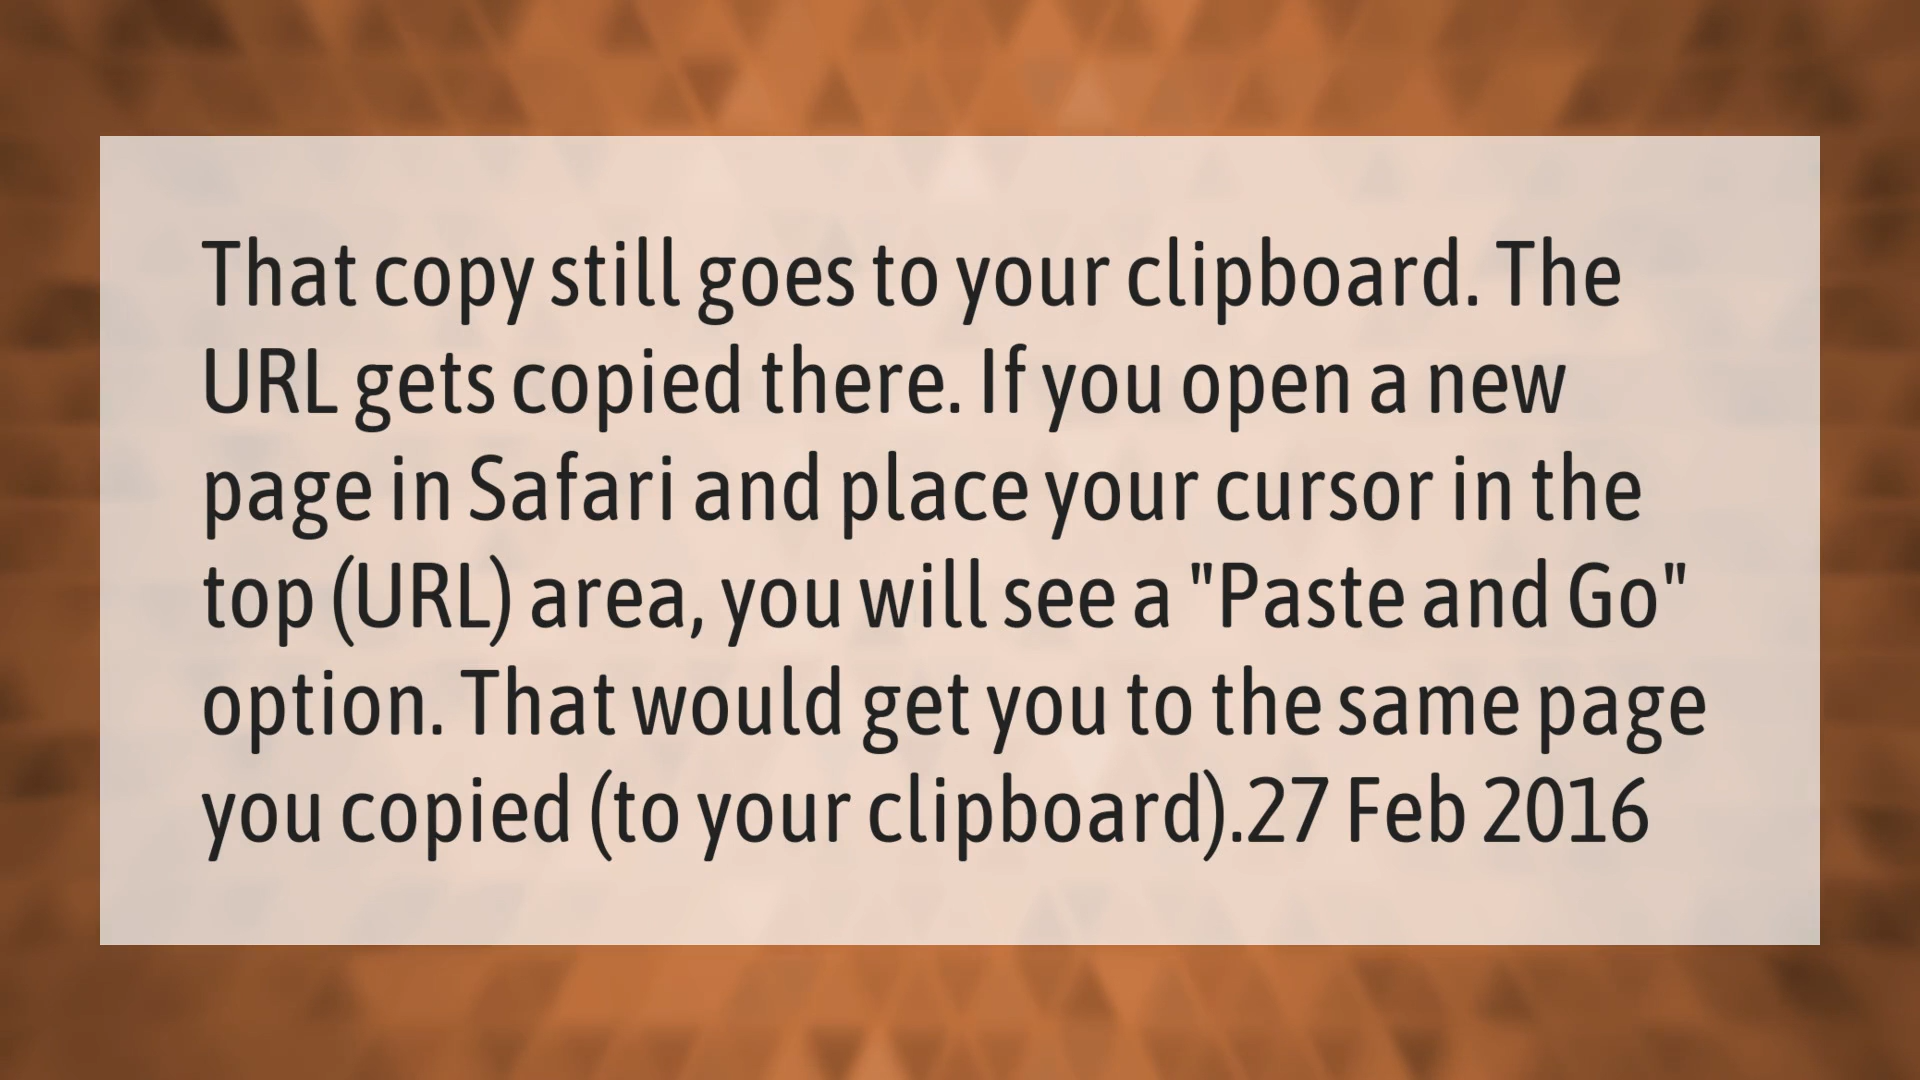 That copy still goes to your clipboard. The
URL gets copied there. If you open a new
page in Safari and place your cursor in the
top (URL) area, you will see a "Paste and Go"
option. That would get you to the same page
you copied (to your clipboard).27 Feb 2016